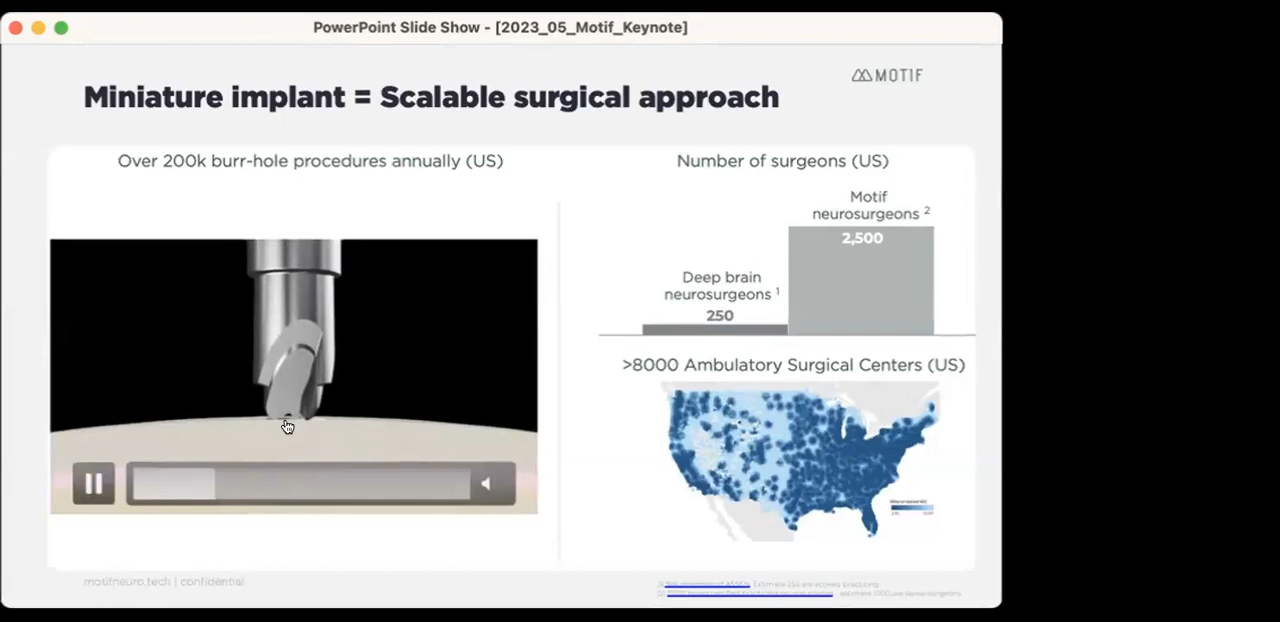 PowerPoint Slide Show - [2023_05_Motif_Keynote]
MOTIF
Miniature implant = Scalable surgical approach
Over 200k burr-hole procedures annually (US)
Number of surgeons (US)
Motif
neurosurgeons 2
2,500
Deep brain
neurosurgeons 1
250
>8000 Ambulatory Surgical Centers (US)
motifneuro.tech | confidential